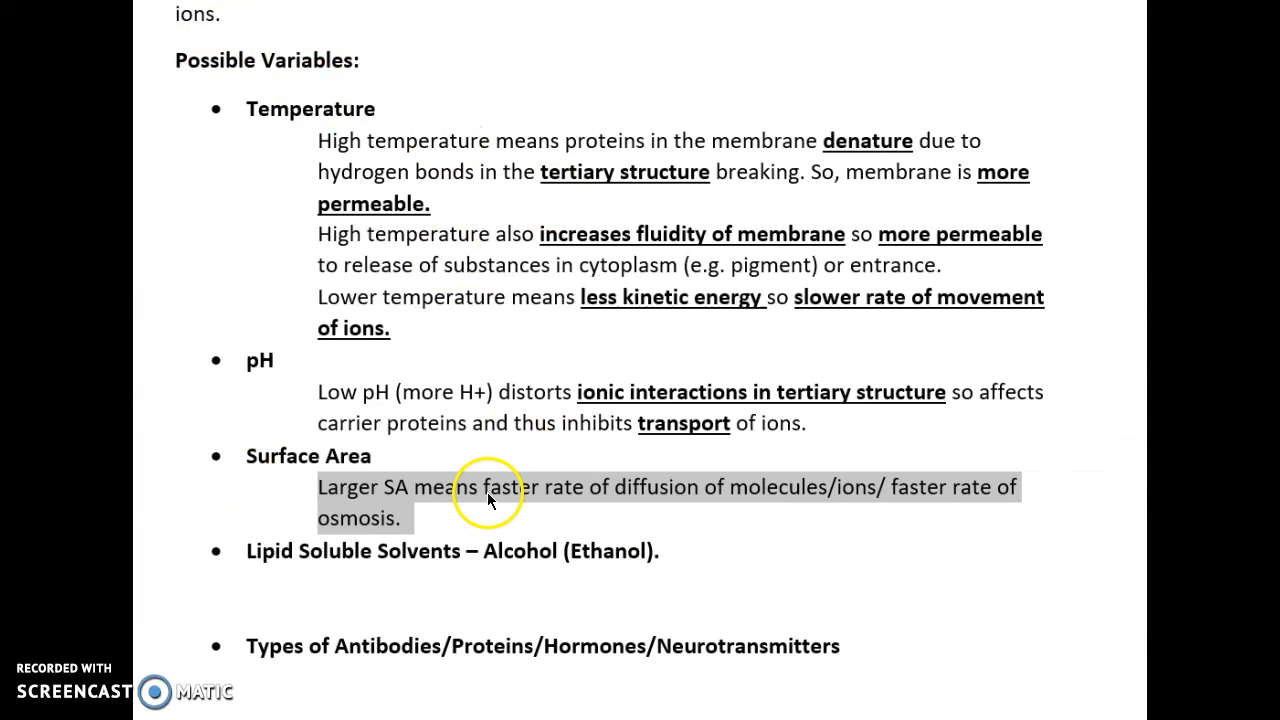 ions.
Possible Variables:
• Temperature
High temperature means proteins in the membrane denature due to
hydrogen bonds in the tertiary structure breaking. So, membrane is more
permeable.
High temperature also increases fluidity of membrane so more permeable
to release of substances in cytoplasm (e.g. pigment) or entrance.
Lower temperature means less kinetic energy so slower rate of movement
of ions.
• pH
Low pH (more H+) distorts ionic interactions in tertiary structure so affects
carrier proteins and thus inhibits transport of ions.
• Surface Area
Larger SA means faster rate of diffusion of molecules/ions/ faster rate of
osmosis.
• Lipid Soluble Solvents – Alcohol (Ethanol).
• Types of Antibodies/Proteins/Hormones/Neurotransmitters
RECORDED WITH
SCREENCAST MATIC